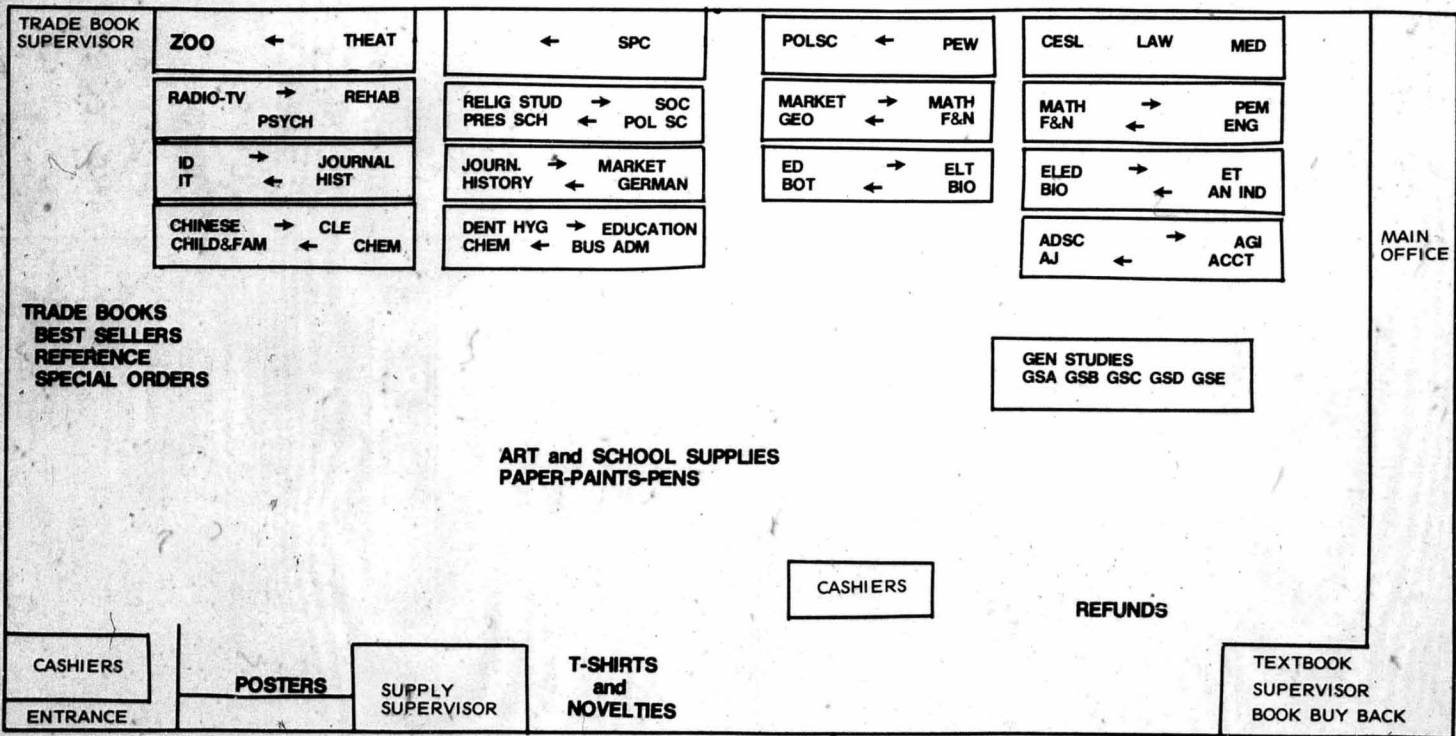 TRADE BOOK
SUPERVISOR
ZOO ← THEAT
← SPC
POLSC ← PEW
CESL LAW MED
RADIO-TV → REHAB
PSYCH
RELIG STUD → SOC
PRES SCH ← POL SC
MARKET → MATH
GEO ← F&N
MATH → PEM
F&N ← ENG
ID → JOURNAL
IT ← HIST
JOURN. → MARKET
HISTORY ← GERMAN
ED → ELT
BOT ← BIO
ELED → ET
BIO ← AN IND
CHINESE → CLE
CHILD&FAM ← CHEM
DENT HYG → EDUCATION
CHEM ← BUS ADM
ADSC → AGI
AJ ← ACCT
MAIN
OFFICE
TRADE BOOKS
BEST SELLERS
REFERENCE
SPECIAL ORDERS
GEN STUDIES
GSA GSB GSC GSD GSE
ART and SCHOOL SUPPLIES
PAPER-PAINTS-PENS
CASHIERS
REFUNDS
CASHIERS
ENTRANCE
POSTERS
SUPPLY
SUPERVISOR
T-SHIRTS
and
NOVELTIES
TEXTBOOK
SUPERVISOR
BOOK BUY BACK